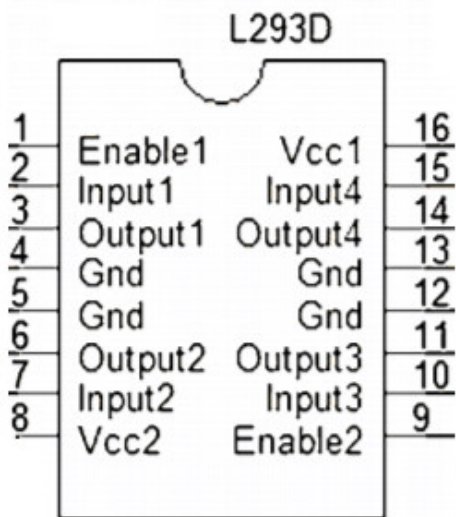 L293D
1 Enable1 Vcc1 16
2 Input1 Input4 15
3 Output1 Output4 14
4 Gnd Gnd 13
5 Gnd Gnd 12
6 Output2 Output3 11
7 Input2 Input3 10
8 Vcc2 Enable2 9